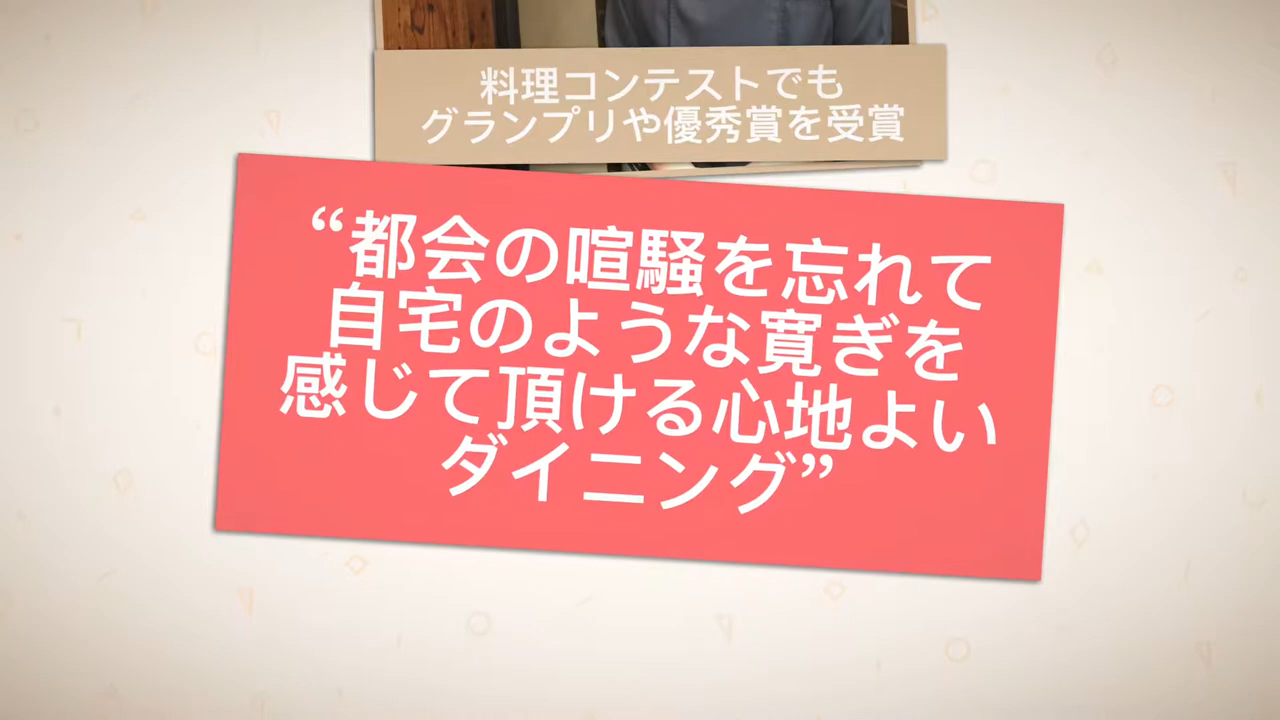 料理コンテストでも
グランプリや優秀賞を受賞
“都会の喧騒を忘れて
自宅のような寛ぎを
感じて頂ける心地よい
ダイニング”